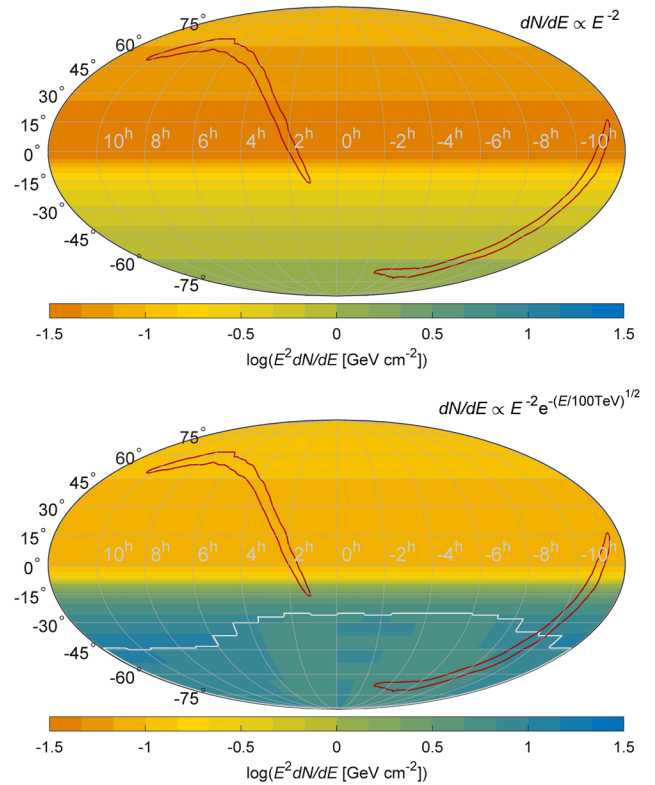 dN/dE ∝ E⁻²
75°
60°
45°
30°
15°
0°
-15°
-30°
-45°
-60°
-75°
10ʰ 8ʰ 6ʰ 4ʰ 2ʰ 0ʰ -2ʰ -4ʰ -6ʰ -8ʰ -10ʰ
-1.5 -1 -0.5 0 0.5 1 1.5
log(E²dN/dE [GeV cm⁻²])
dN/dE ∝ E⁻²e^{-(E/100TeV)^{1/2}}
75°
60°
45°
30°
15°
0°
-15°
-30°
-45°
-60°
-75°
10ʰ 8ʰ 6ʰ 4ʰ 2ʰ 0ʰ -2ʰ -4ʰ -6ʰ -8ʰ -10ʰ
-1.5 -1 -0.5 0 0.5 1 1.5
log(E²dN/dE [GeV cm⁻²])